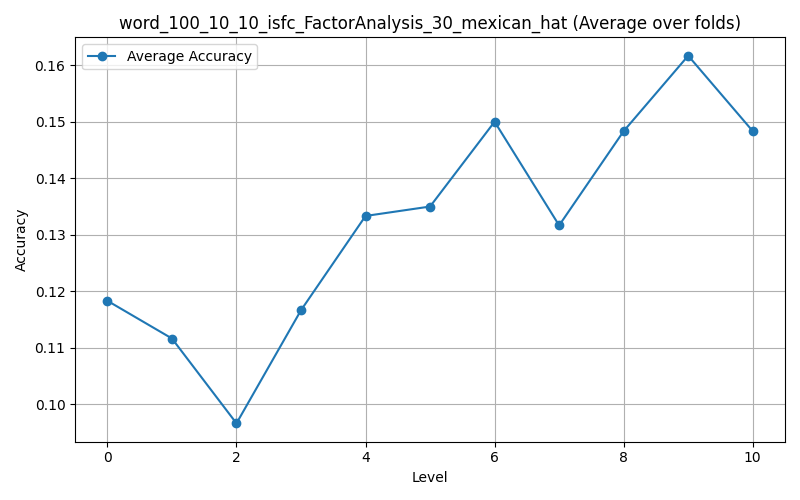 word_100_10_10_isfc_FactorAnalysis_30_mexican_hat (Average over folds)
Average Accuracy
0.16
0.15
0.14
0.13
0.12
0.11
0.10
Accuracy
0 2 4 6 8 10
Level